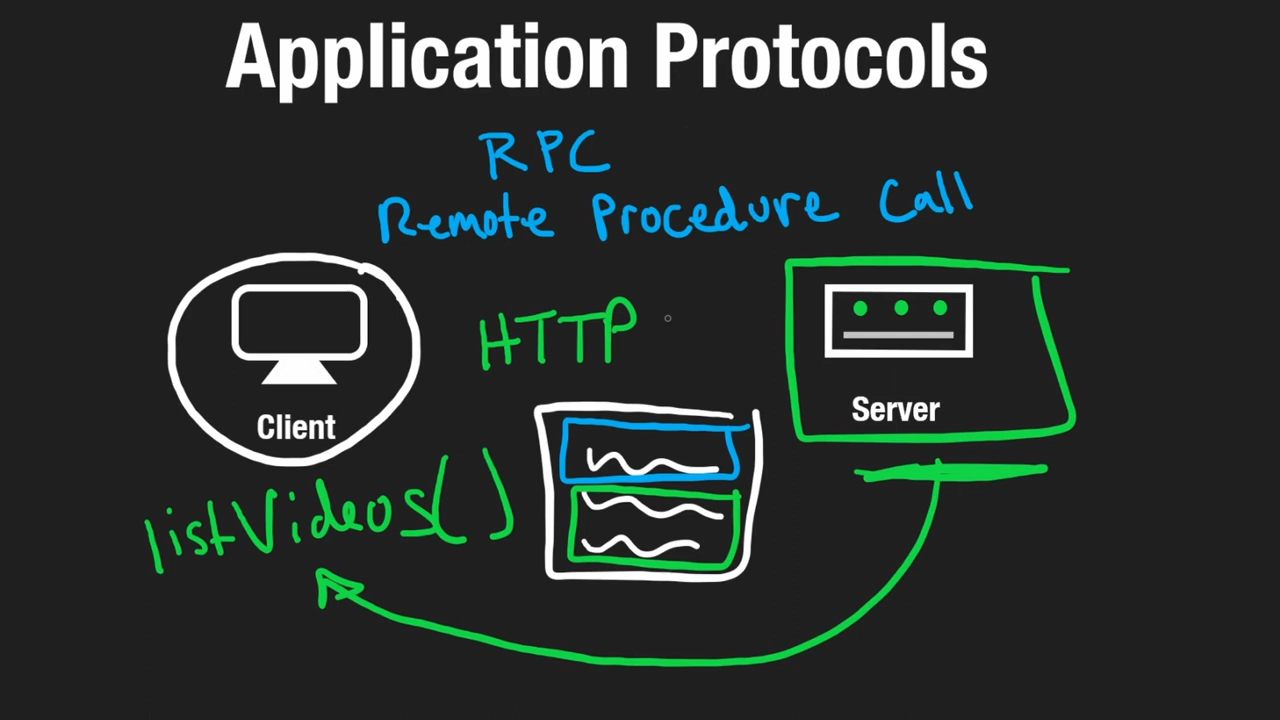 Application Protocols
RPC
Remote Procedure Call
HTTP
Client
Server
listVideos()